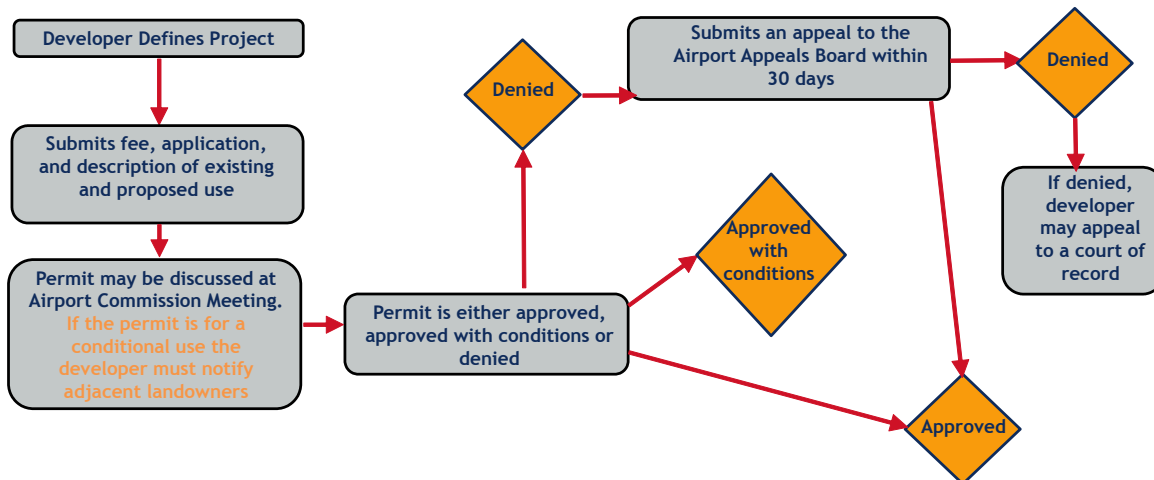 Developer Defines Project
Submits fee, application,
and description of existing
and proposed use
Permit may be discussed at
Airport Commission Meeting.
If the permit is for a
conditional use the
developer must notify
adjacent landowners
Permit is either approved,
approved with conditions or
denied
Denied
Submits an appeal to the
Airport Appeals Board within
30 days
Denied
If denied,
developer
may appeal
to a court of
record
Approved
with
conditions
Approved